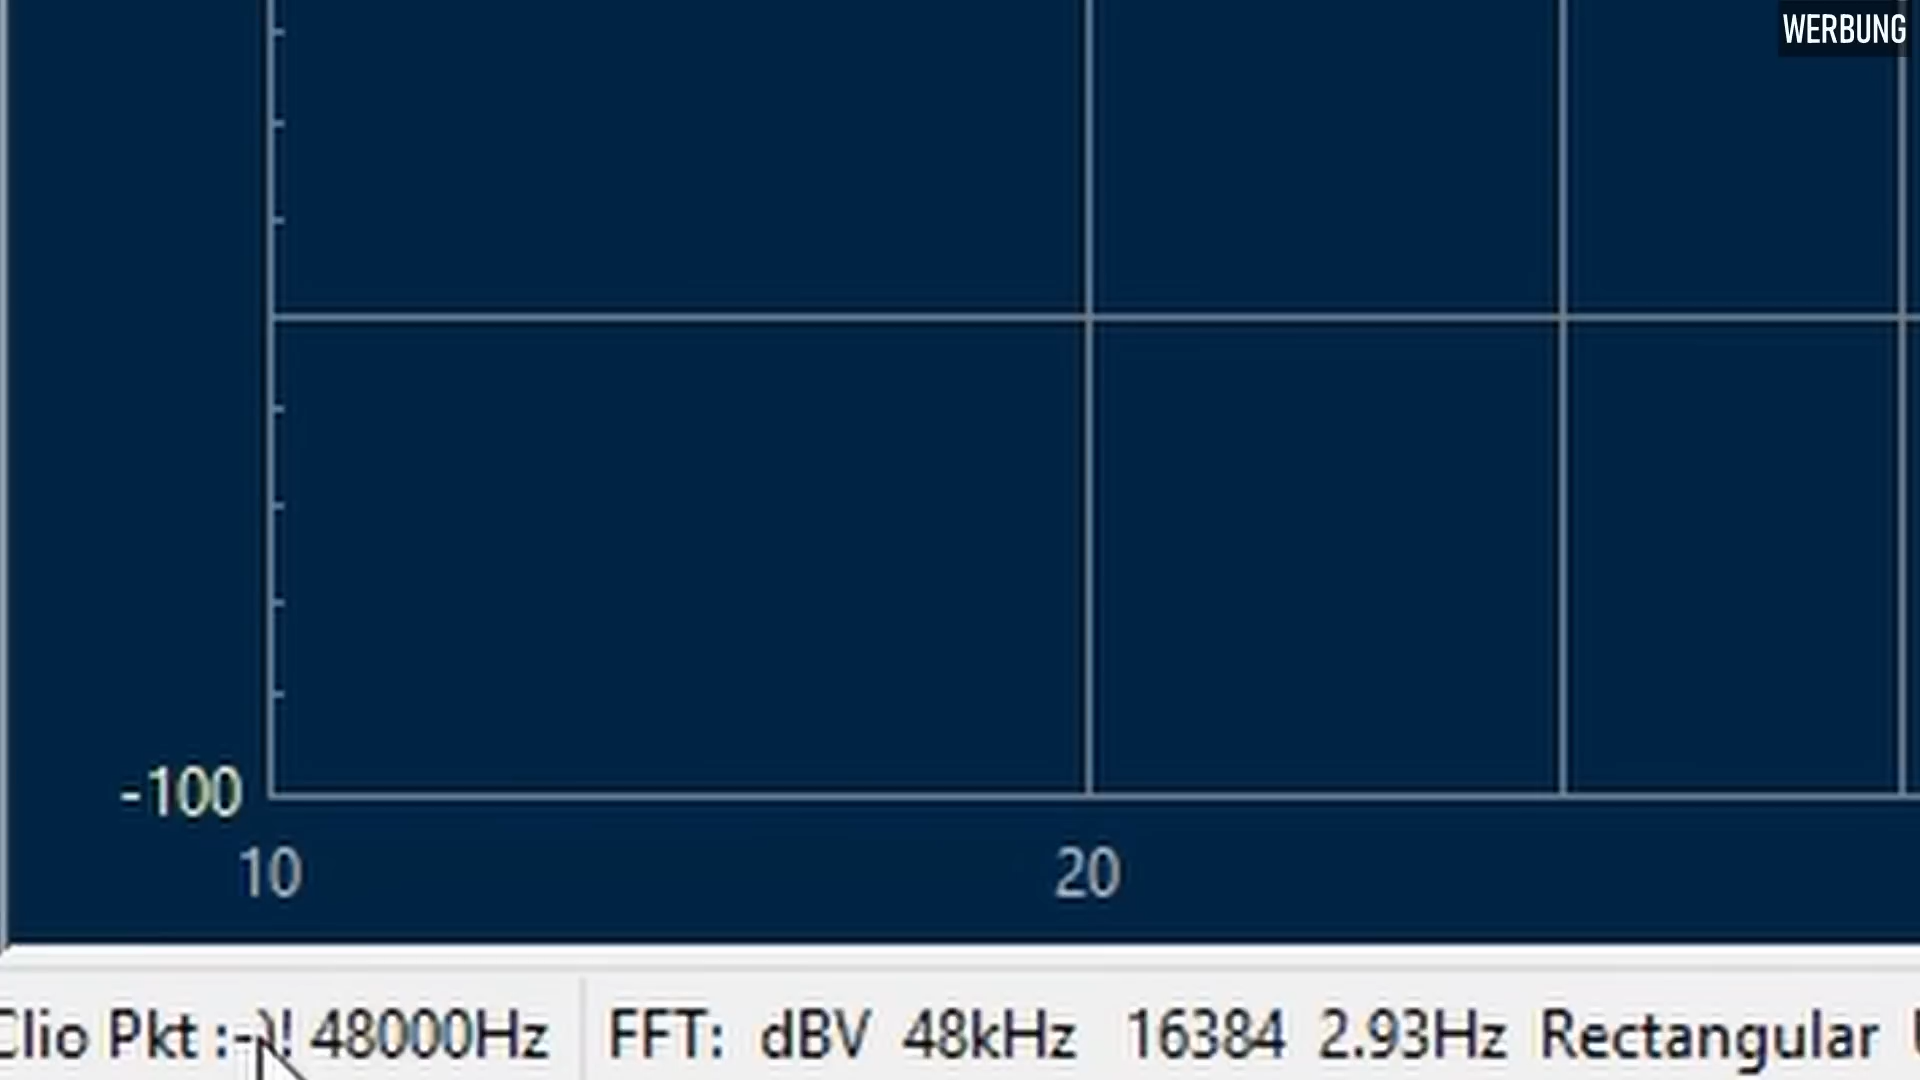 WERBUNG
-100
10 20
Clio Pkt :-)! 48000Hz FFT: dBV 48kHz 16384 2.93Hz Rectangular